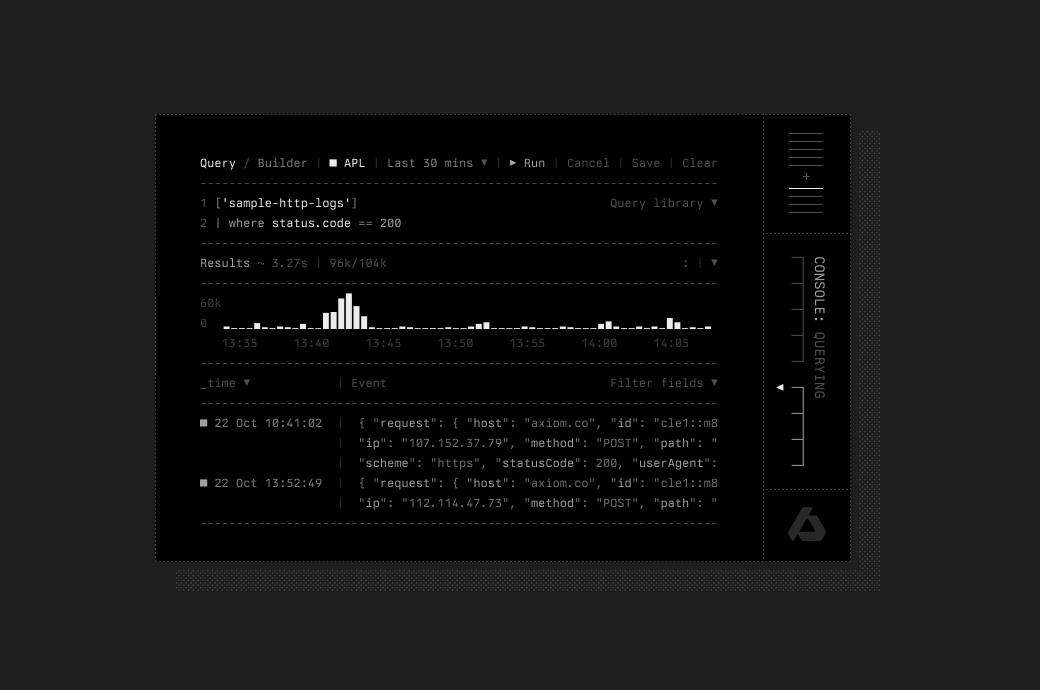 Query / Builder | ■ APL | Last 30 mins ▼ | ▶ Run | Cancel | Save | Clear
1 ['sample-http-logs'] Query library ▼
2 | where status.code == 200
Results ~ 3.27s | 96k/104k : | ▼
60k
0
13:35 13:40 13:45 13:50 13:55 14:00 14:05
_time ▼ | Event Filter fields ▼
■ 22 Oct 10:41:02 | { "request": { "host": "axiom.co", "id": "cle1::m8
| "ip": "107.152.37.79", "method": "POST", "path": "
| "scheme": "https", "statusCode": 200, "userAgent":
■ 22 Oct 13:52:49 | { "request": { "host": "axiom.co", "id": "cle1::m8
| "ip": "112.114.47.73", "method": "POST", "path": "
+
CONSOLE: QUERYING